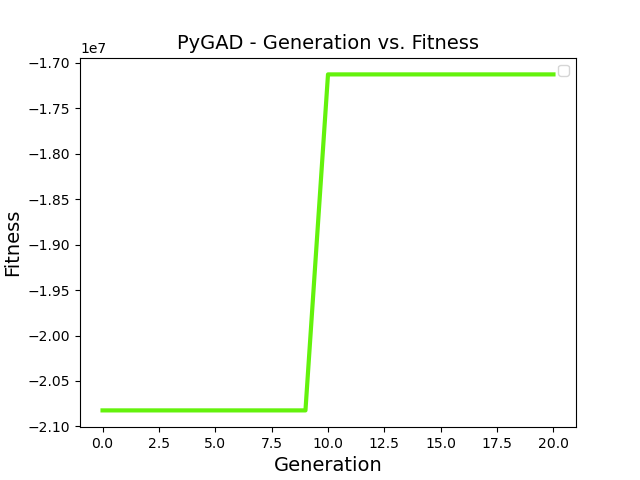 PyGAD - Generation vs. Fitness
1e7
−1.70
−1.75
−1.80
−1.85
−1.90
−1.95
−2.00
−2.05
−2.10
Fitness
0.0 2.5 5.0 7.5 10.0 12.5 15.0 17.5 20.0
Generation